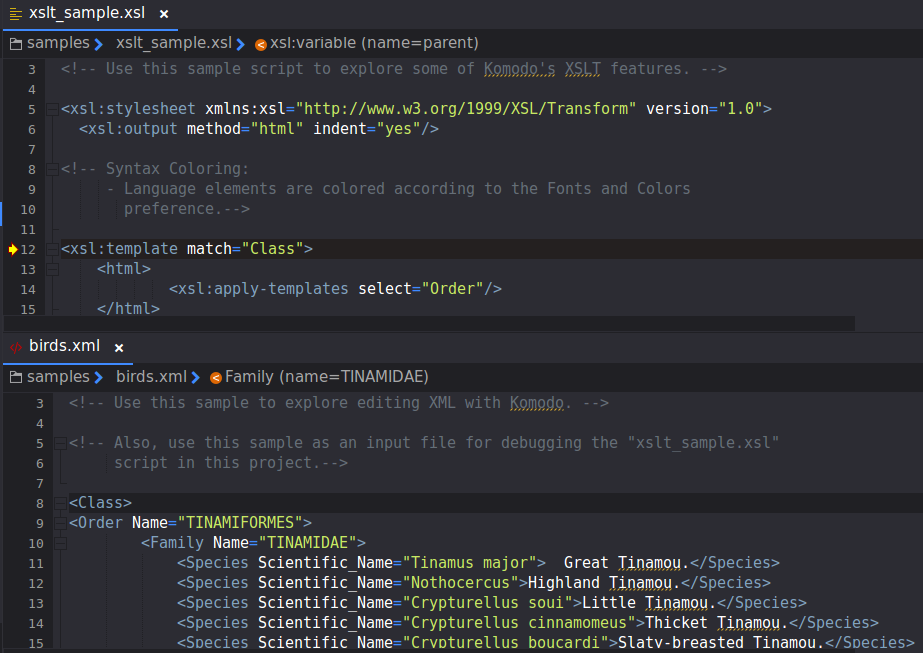 xslt_sample.xsl ×
samples > xslt_sample.xsl > xsl:variable (name=parent)
3 <!-- Use this sample script to explore some of Komodo's XSLT features. -->
4
5 <xsl:stylesheet xmlns:xsl="http://www.w3.org/1999/XSL/Transform" version="1.0">
6 <xsl:output method="html" indent="yes"/>
7
8 <!-- Syntax Coloring:
9 - Language elements are colored according to the Fonts and Colors
10 preference.-->
11
12 <xsl:template match="Class">
13 <html>
14 <xsl:apply-templates select="Order"/>
15 </html>
birds.xml ×
samples > birds.xml > Family (name=TINAMIDAE)
3 <!-- Use this sample to explore editing XML with Komodo. -->
4
5 <!-- Also, use this sample as an input file for debugging the "xslt_sample.xsl"
6 script in this project.-->
7
8 <Class>
9 <Order Name="TINAMIFORMES">
10 <Family Name="TINAMIDAE">
11 <Species Scientific_Name="Tinamus major">  Great Tinamou.</Species>
12 <Species Scientific_Name="Nothocercus">Highland Tinamou.</Species>
13 <Species Scientific_Name="Crypturellus soui">Little Tinamou.</Species>
14 <Species Scientific_Name="Crypturellus cinnamomeus">Thicket Tinamou.</Species>
15 <Species Scientific_Name="Crypturellus boucardi">Slaty-breasted Tinamou.</Species>